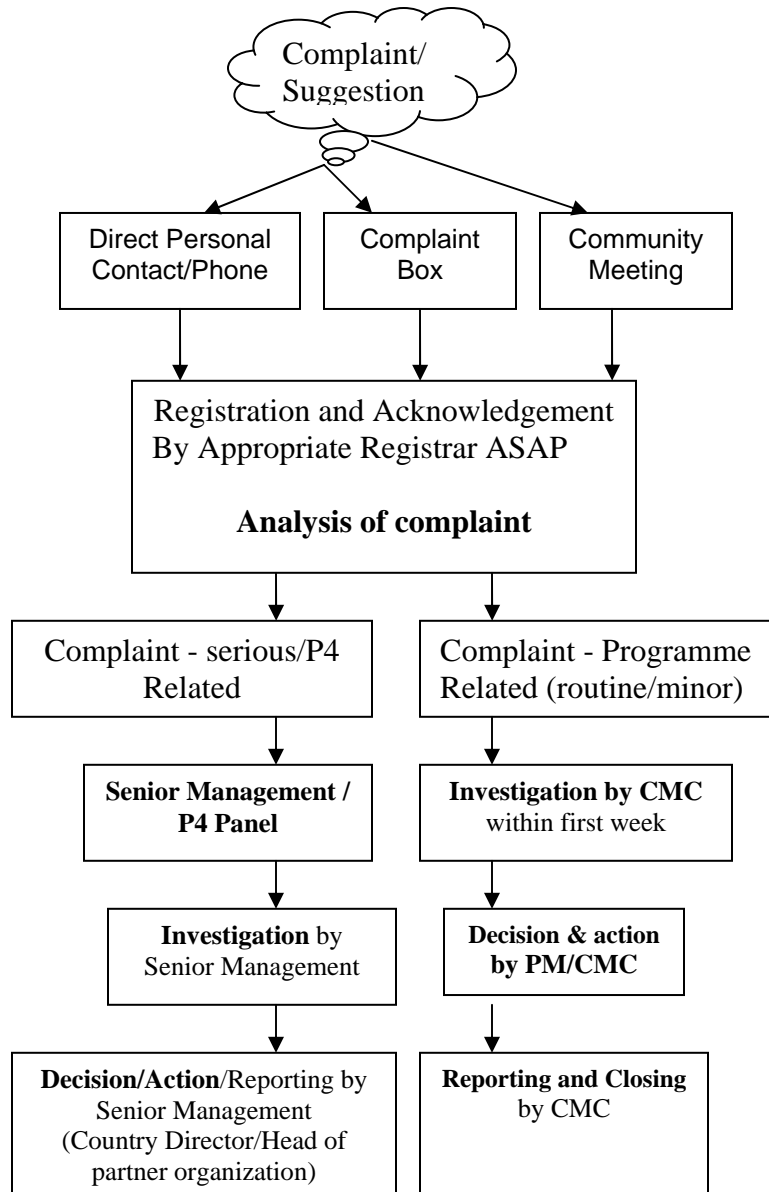 Complaint/
Suggestion
Direct Personal
Contact/Phone
Complaint
Box
Community
Meeting
Registration and Acknowledgement
By Appropriate Registrar ASAP
Analysis of complaint
Complaint - serious/P4
Related
Complaint - Programme
Related (routine/minor)
Senior Management /
P4 Panel
Investigation by CMC
within first week
Investigation by
Senior Management
Decision & action
by PM/CMC
Decision/Action/Reporting by
Senior Management
(Country Director/Head of
partner organization)
Reporting and Closing
by CMC